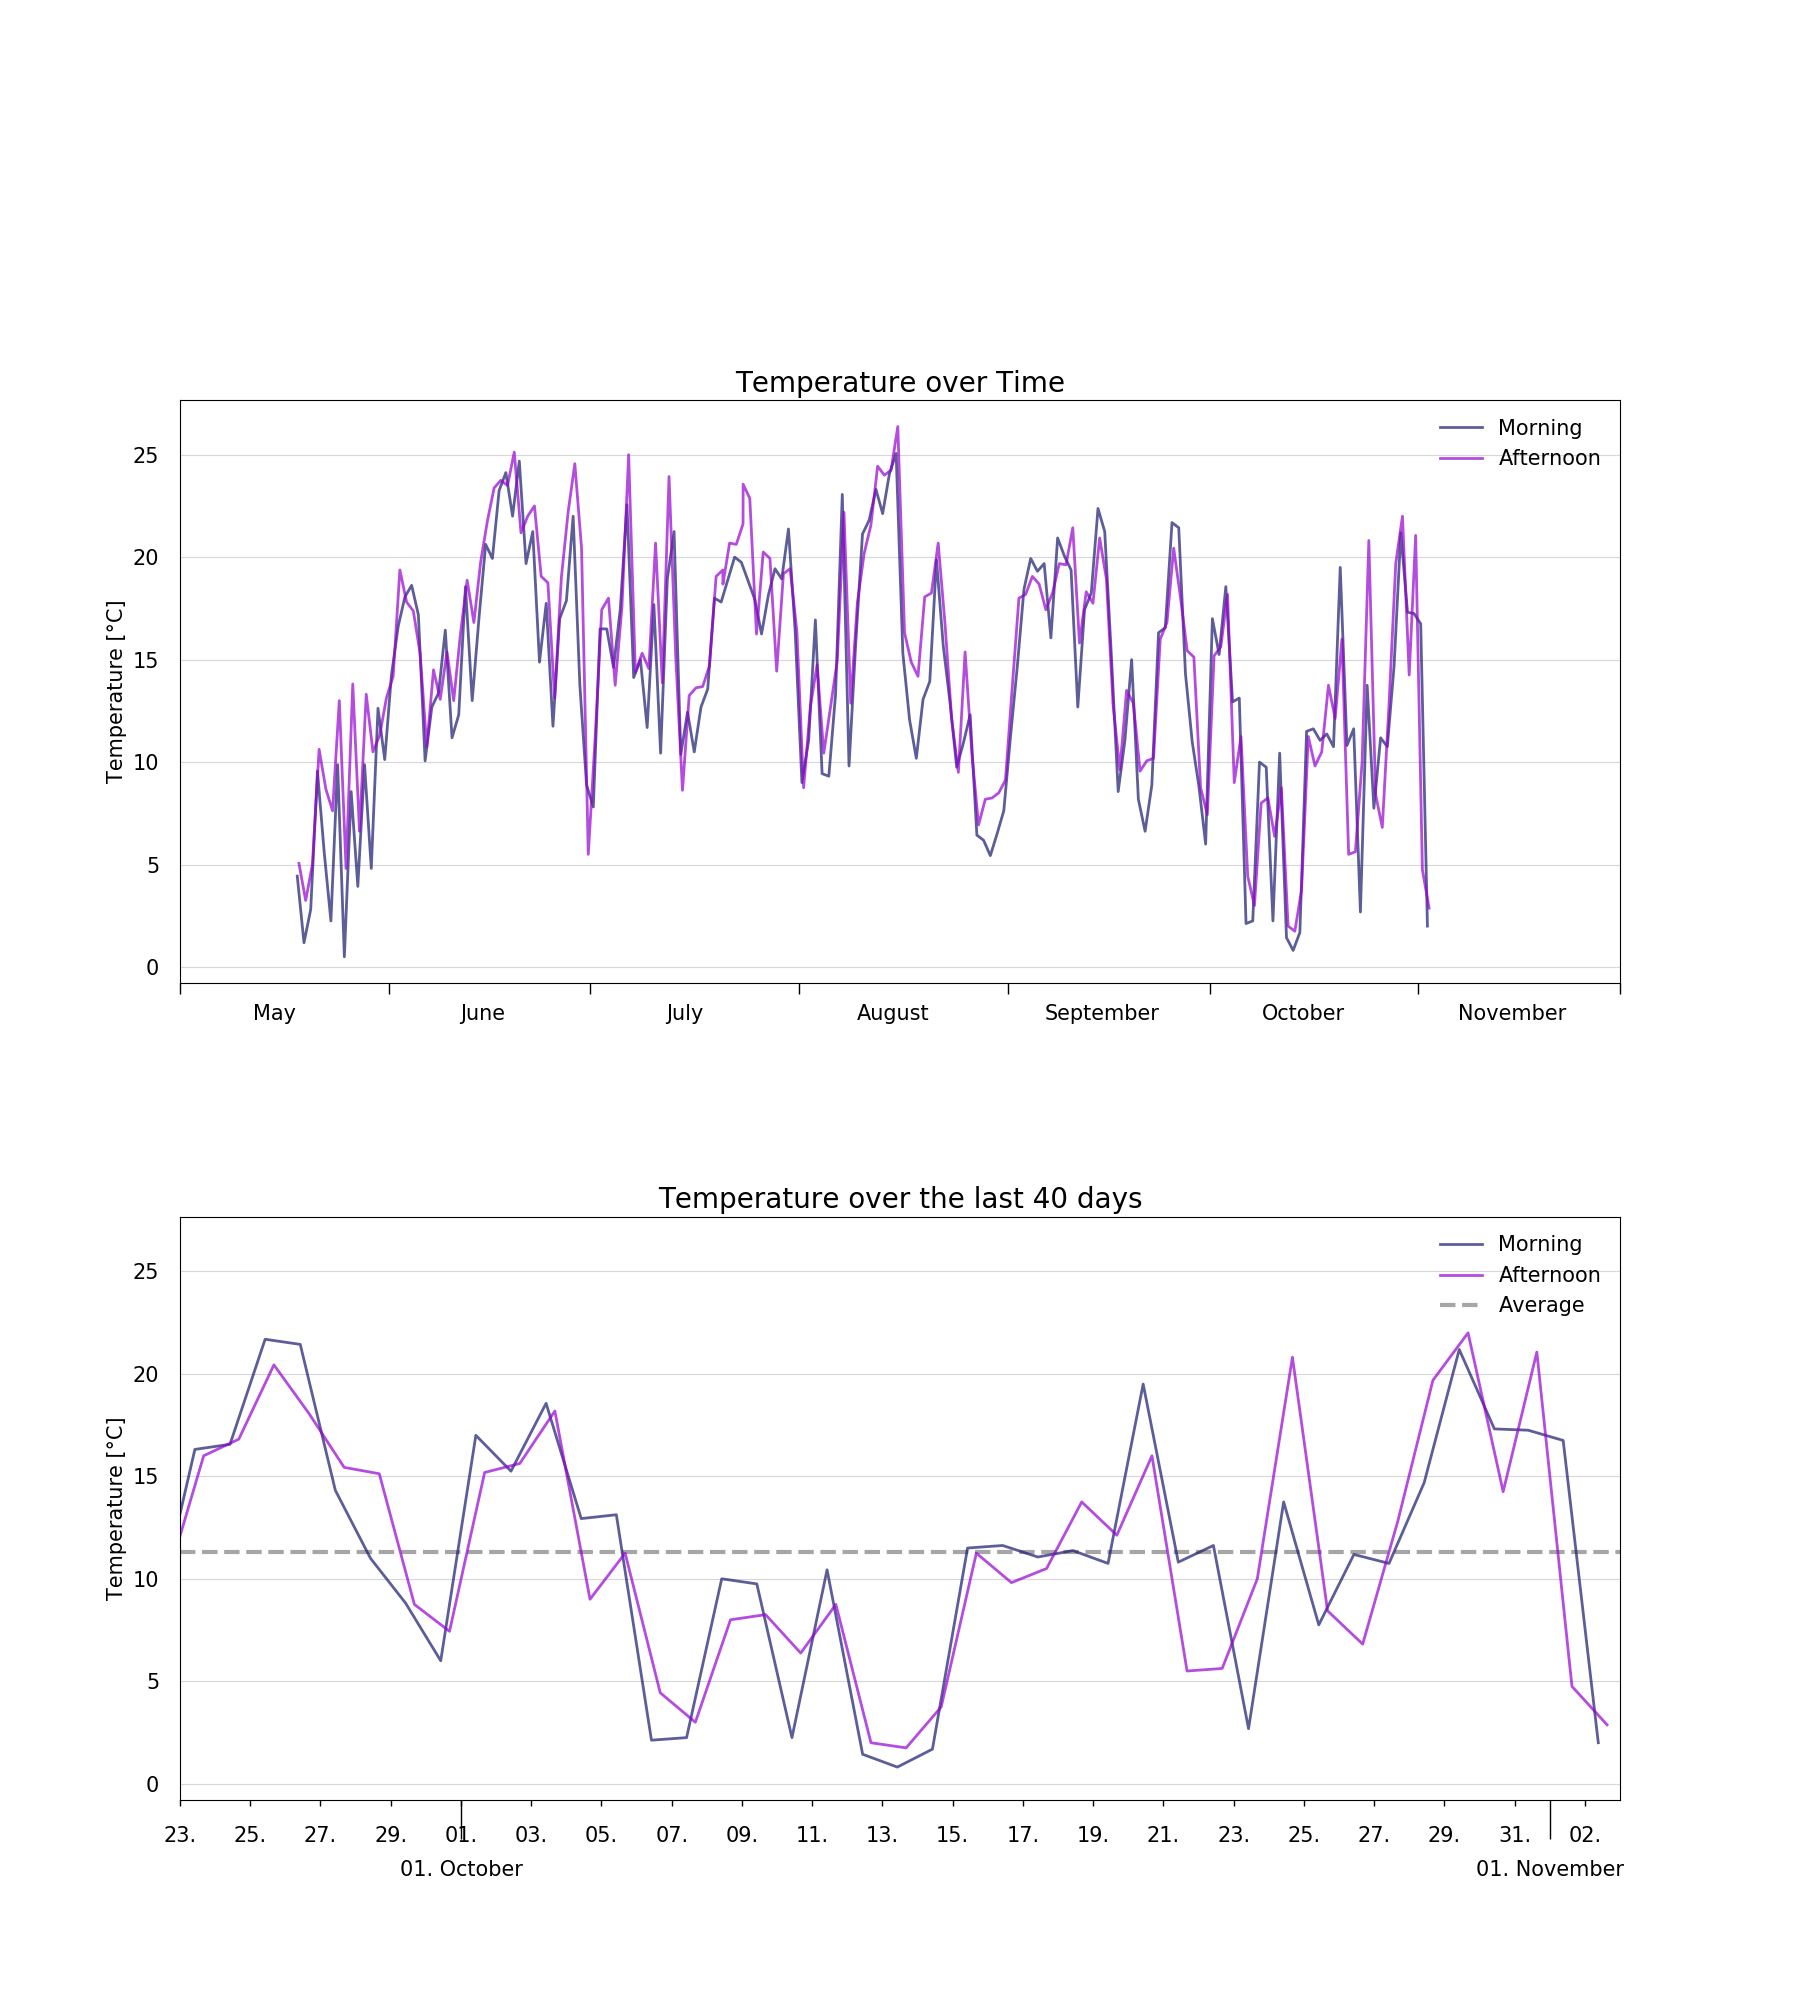 Temperature over Time
Morning
Afternoon
Temperature [°C]
25
20
15
10
5
0
May June July August September October November
Temperature over the last 40 days
Morning
Afternoon
Average
Temperature [°C]
25
20
15
10
5
0
23. 25. 27. 29. 01. 03. 05. 07. 09. 11. 13. 15. 17. 19. 21. 23. 25. 27. 29. 31. 02.
01. October 01. November